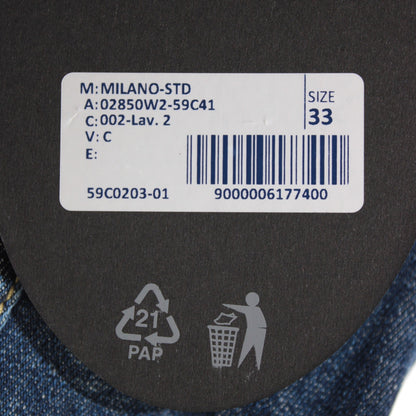 M: MILANO-STD
A: 02850W2-59C41
C: 002-Lav. 2
V: C
E:
SIZE
33
59C0203-01
9000006177400
21
PAP